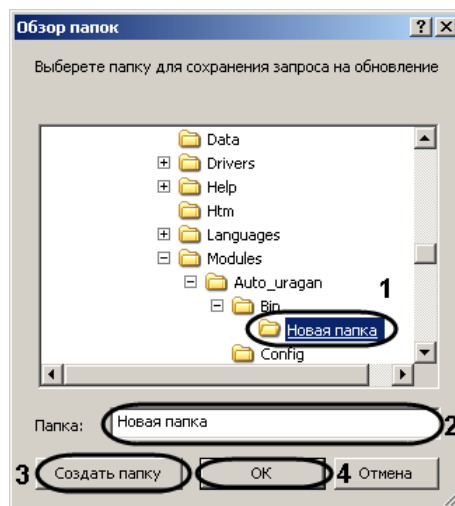 Обзор папок
Выберете папку для сохранения запроса на обновление
Data
Drivers
Help
Htm
Languages
Modules
Auto_uragan
1
Bin
Новая папка
Config
Папка: Новая папка 2
3 Создать папку OK 4 Отмена